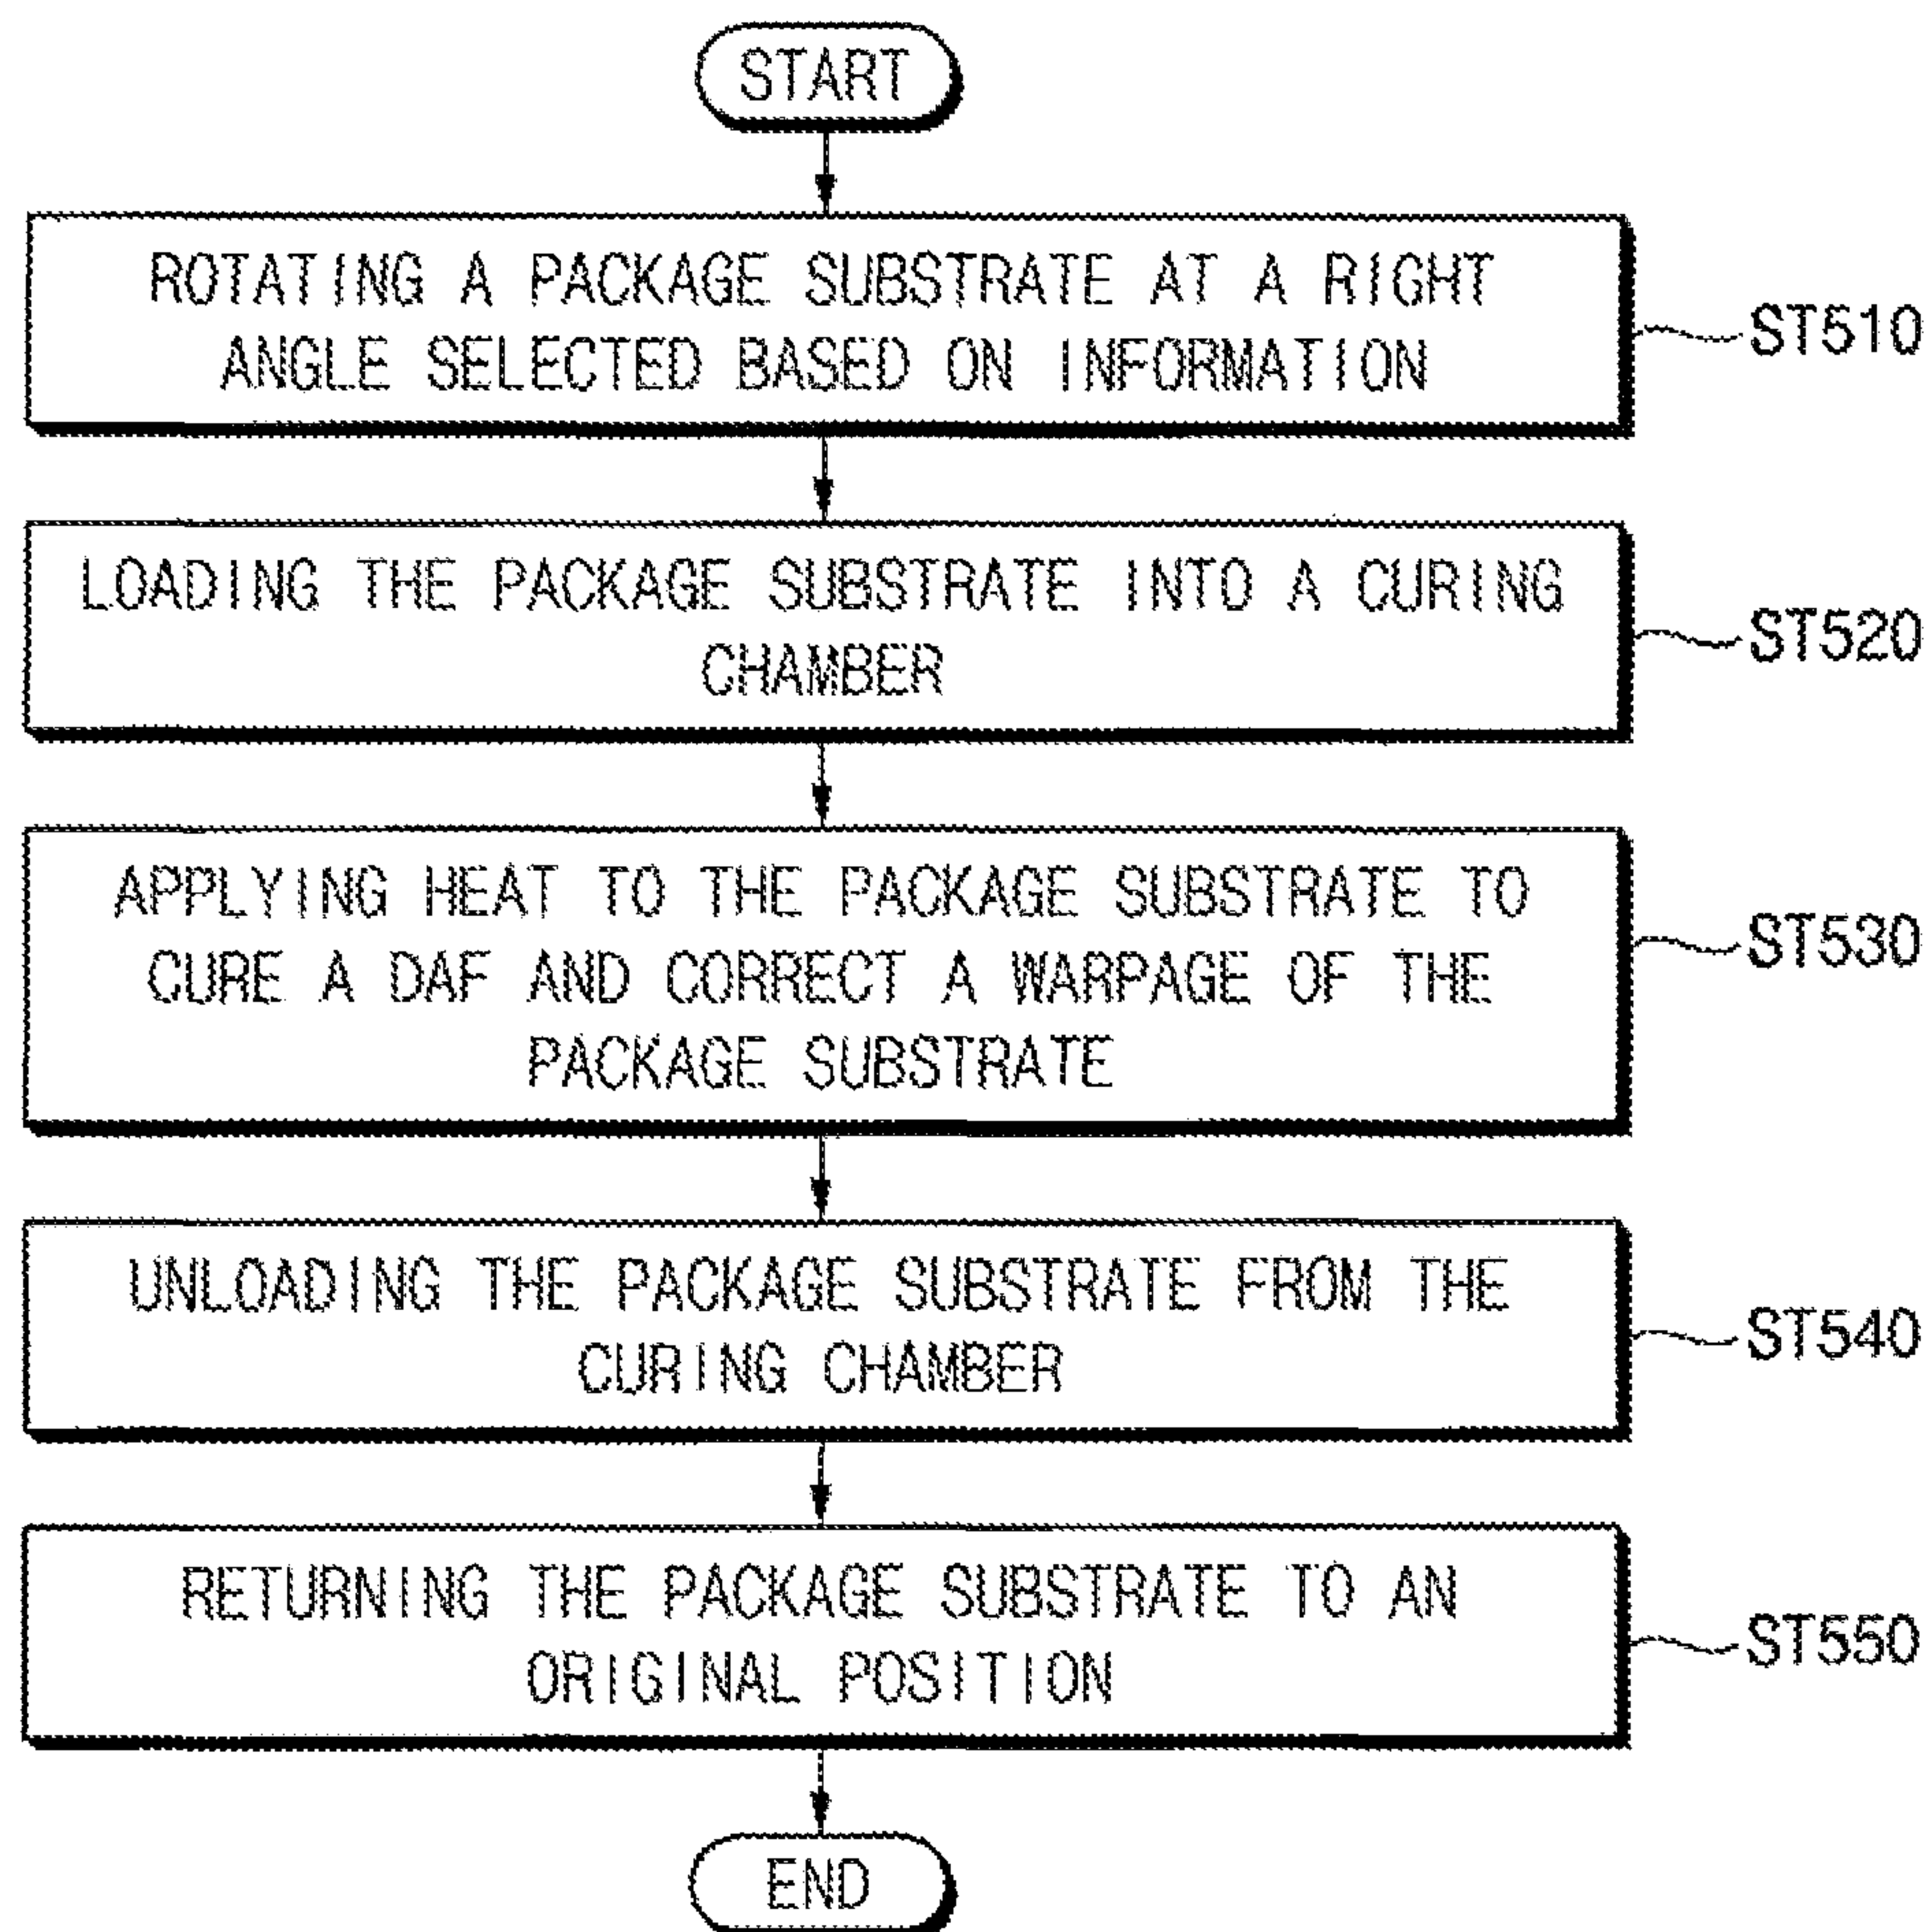 START
ROTATING A PACKAGE SUBSTRATE AT A RIGHT
ANGLE SELECTED BASED ON INFORMATION
ST510
LOADING THE PACKAGE SUBSTRATE INTO A CURING
CHAMBER
ST520
APPLYING HEAT TO THE PACKAGE SUBSTRATE TO
CURE A DAF AND CORRECT A WARPAGE OF THE
PACKAGE SUBSTRATE
ST530
UNLOADING THE PACKAGE SUBSTRATE FROM THE
CURING CHAMBER
ST540
RETURNING THE PACKAGE SUBSTRATE TO AN
ORIGINAL POSITION
ST550
END